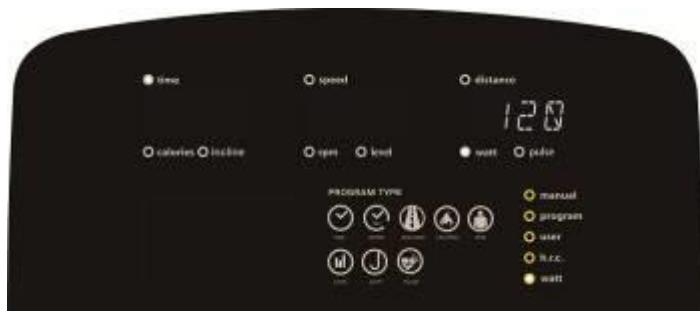 time speed distance
120
calories incline rpm level watt pulse
PROGRAM TYPE
manual
program
user
h.r.c.
watt